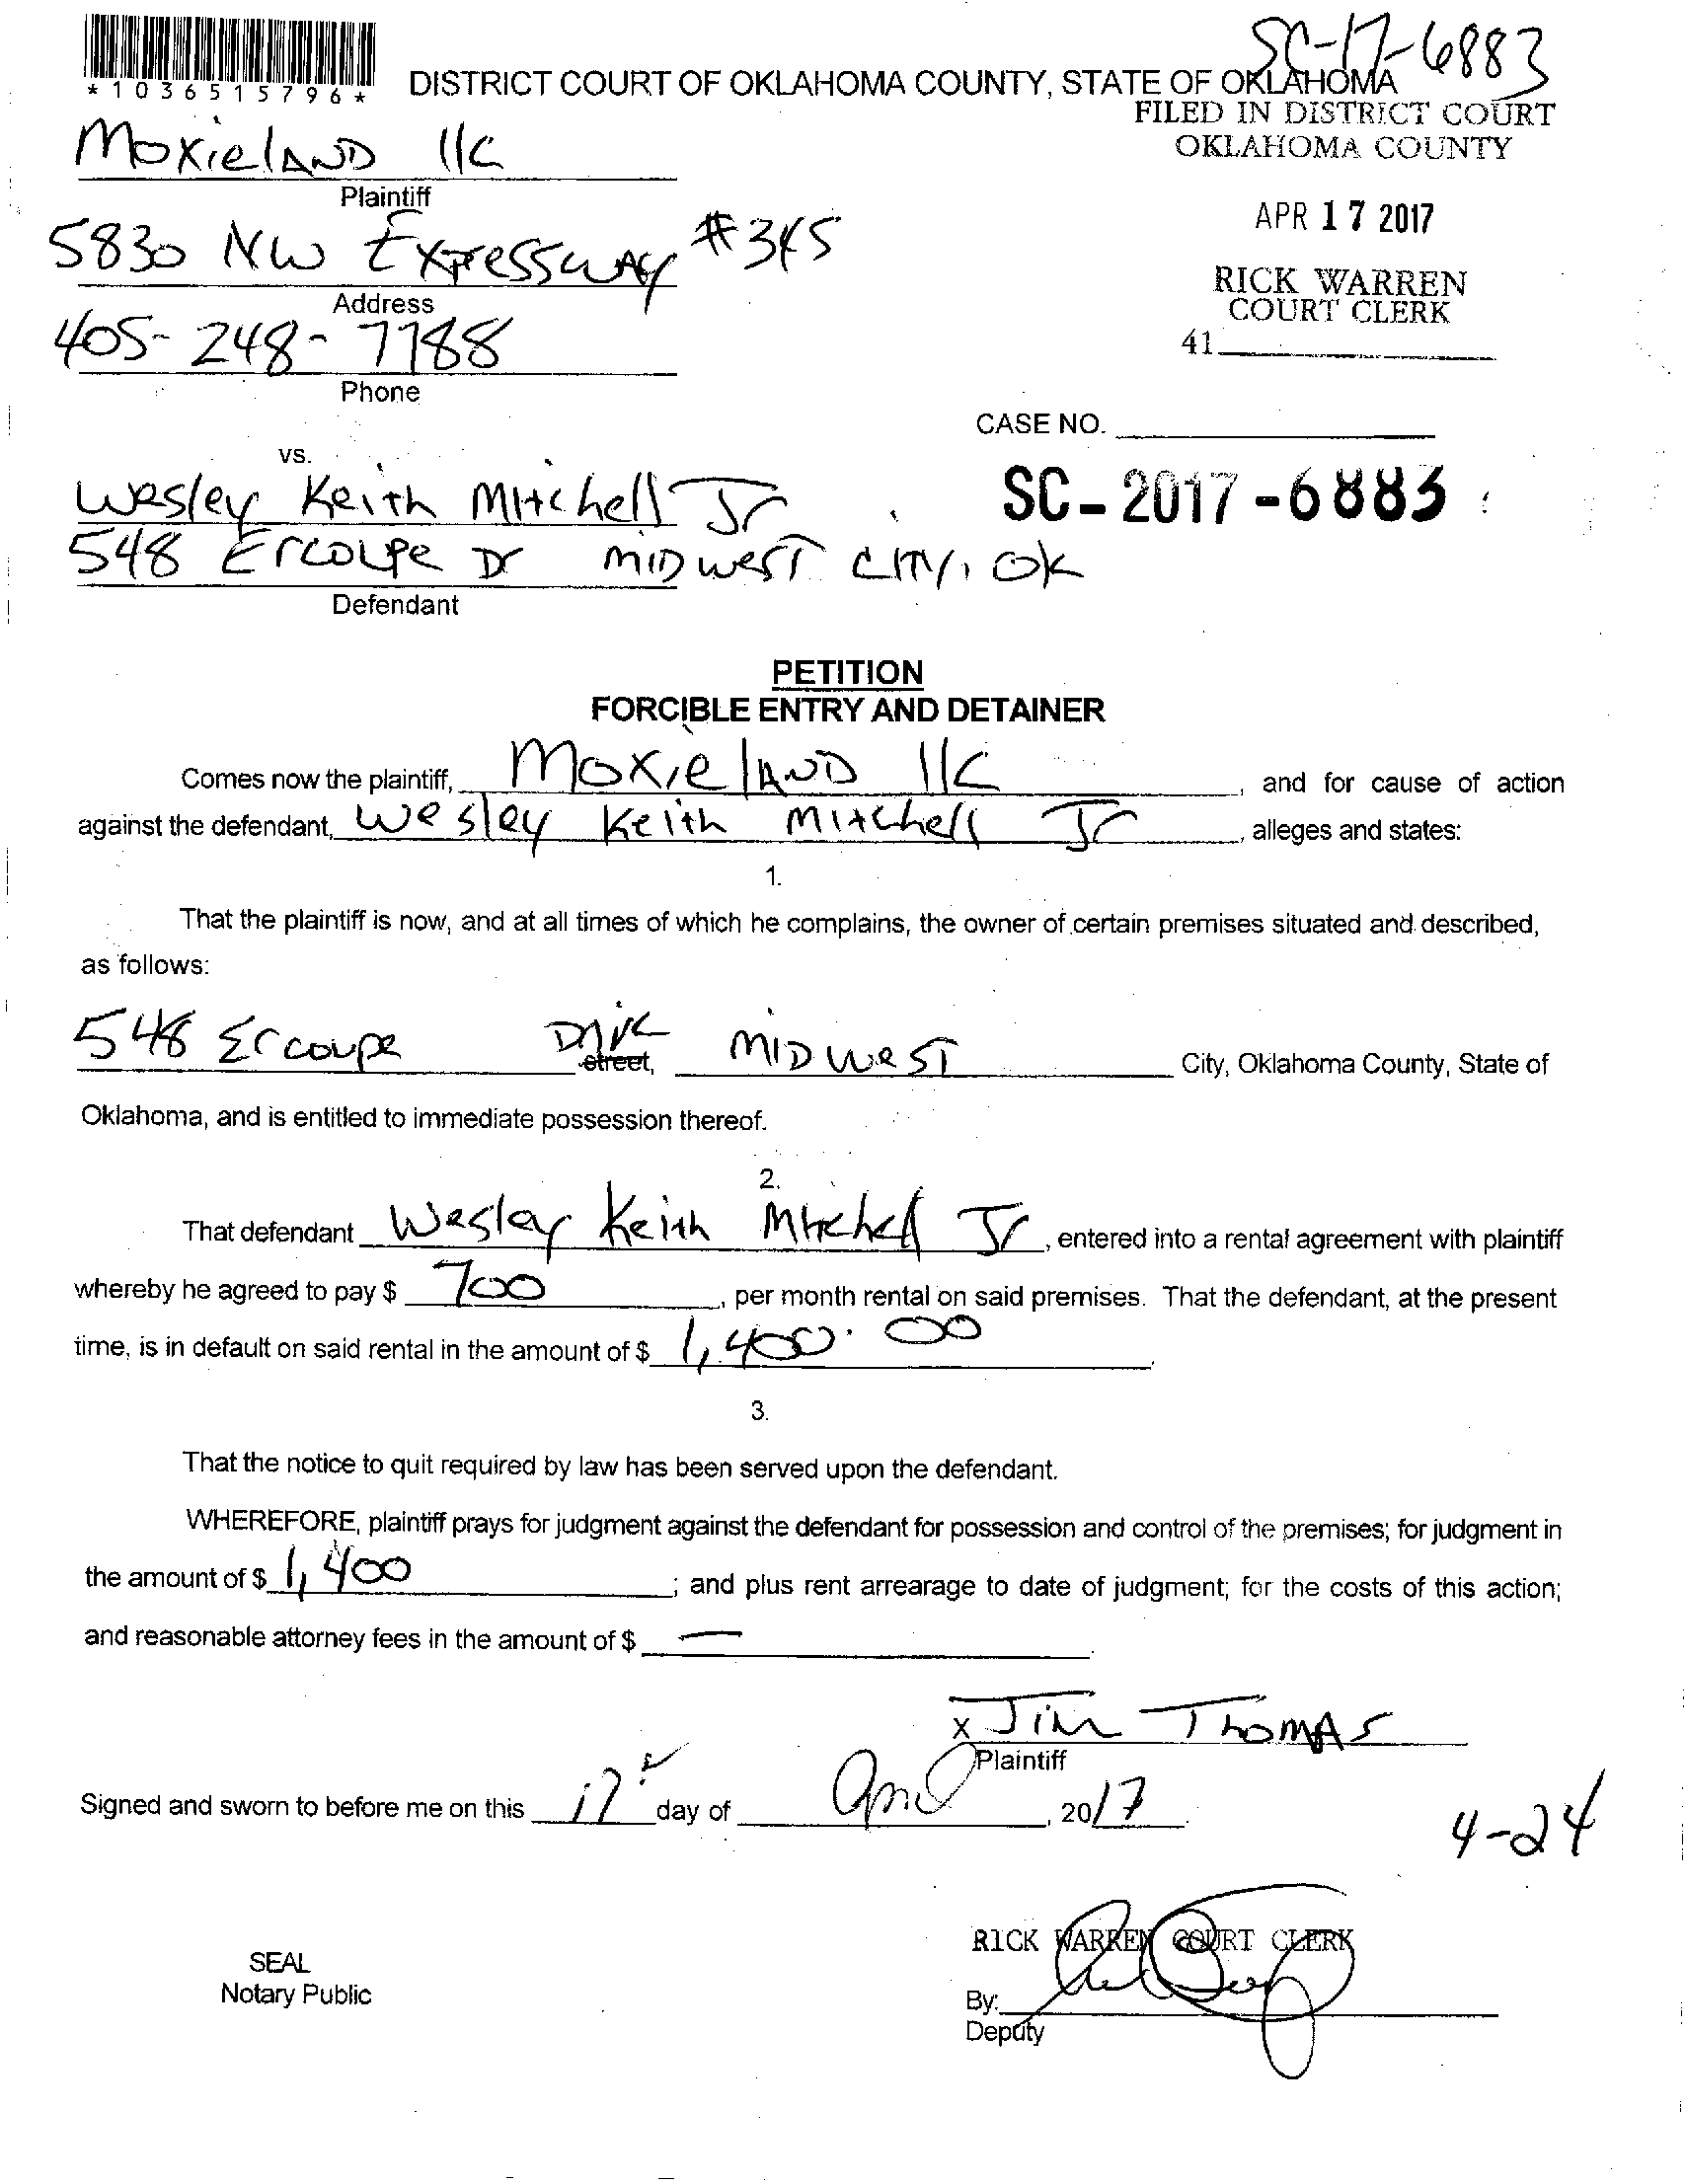 SC-17-6883
*1036515796*
DISTRICT COURT OF OKLAHOMA COUNTY, STATE OF OKLAHOMA
FILED IN DISTRICT COURT
OKLAHOMA COUNTY
MoxielAND llC
Plaintiff
APR 17 2017
5830 NW Expressway #345
Address
RICK WARREN
COURT CLERK
405-248-7788
41
Phone
CASE NO.
vs.
SC-2017-6883
Wesley Keith Mitchell Jr
548 Ercoupe Dr MIDWEST CITY, OK
Defendant
PETITION
FORCIBLE ENTRY AND DETAINER
Comes now the plaintiff, MoxielAND llC, and for cause of action
against the defendant, Wesley Keith Mitchell Jr, alleges and states:
1.
That the plaintiff is now, and at all times of which he complains, the owner of certain premises situated and described,
as follows:
548 Ercoupe Drive street, MIDWEST City, Oklahoma County, State of
Oklahoma, and is entitled to immediate possession thereof.
2.
That defendant Wesley Keith Mitchell Jr, entered into a rental agreement with plaintiff
whereby he agreed to pay $ 700, per month rental on said premises. That the defendant, at the present
time, is in default on said rental in the amount of $ 1,400.00.
3.
That the notice to quit required by law has been served upon the defendant.
WHEREFORE, plaintiff prays for judgment against the defendant for possession and control of the premises; for judgment in
the amount of $ 1,400; and plus rent arrearage to date of judgment; for the costs of this action;
and reasonable attorney fees in the amount of $ —.
x Jim Thomas
Plaintiff
Signed and sworn to before me on this 17 day of April, 2017.
4-24
RICK WARREN COURT CLERK
SEAL
Notary Public
By:
Deputy